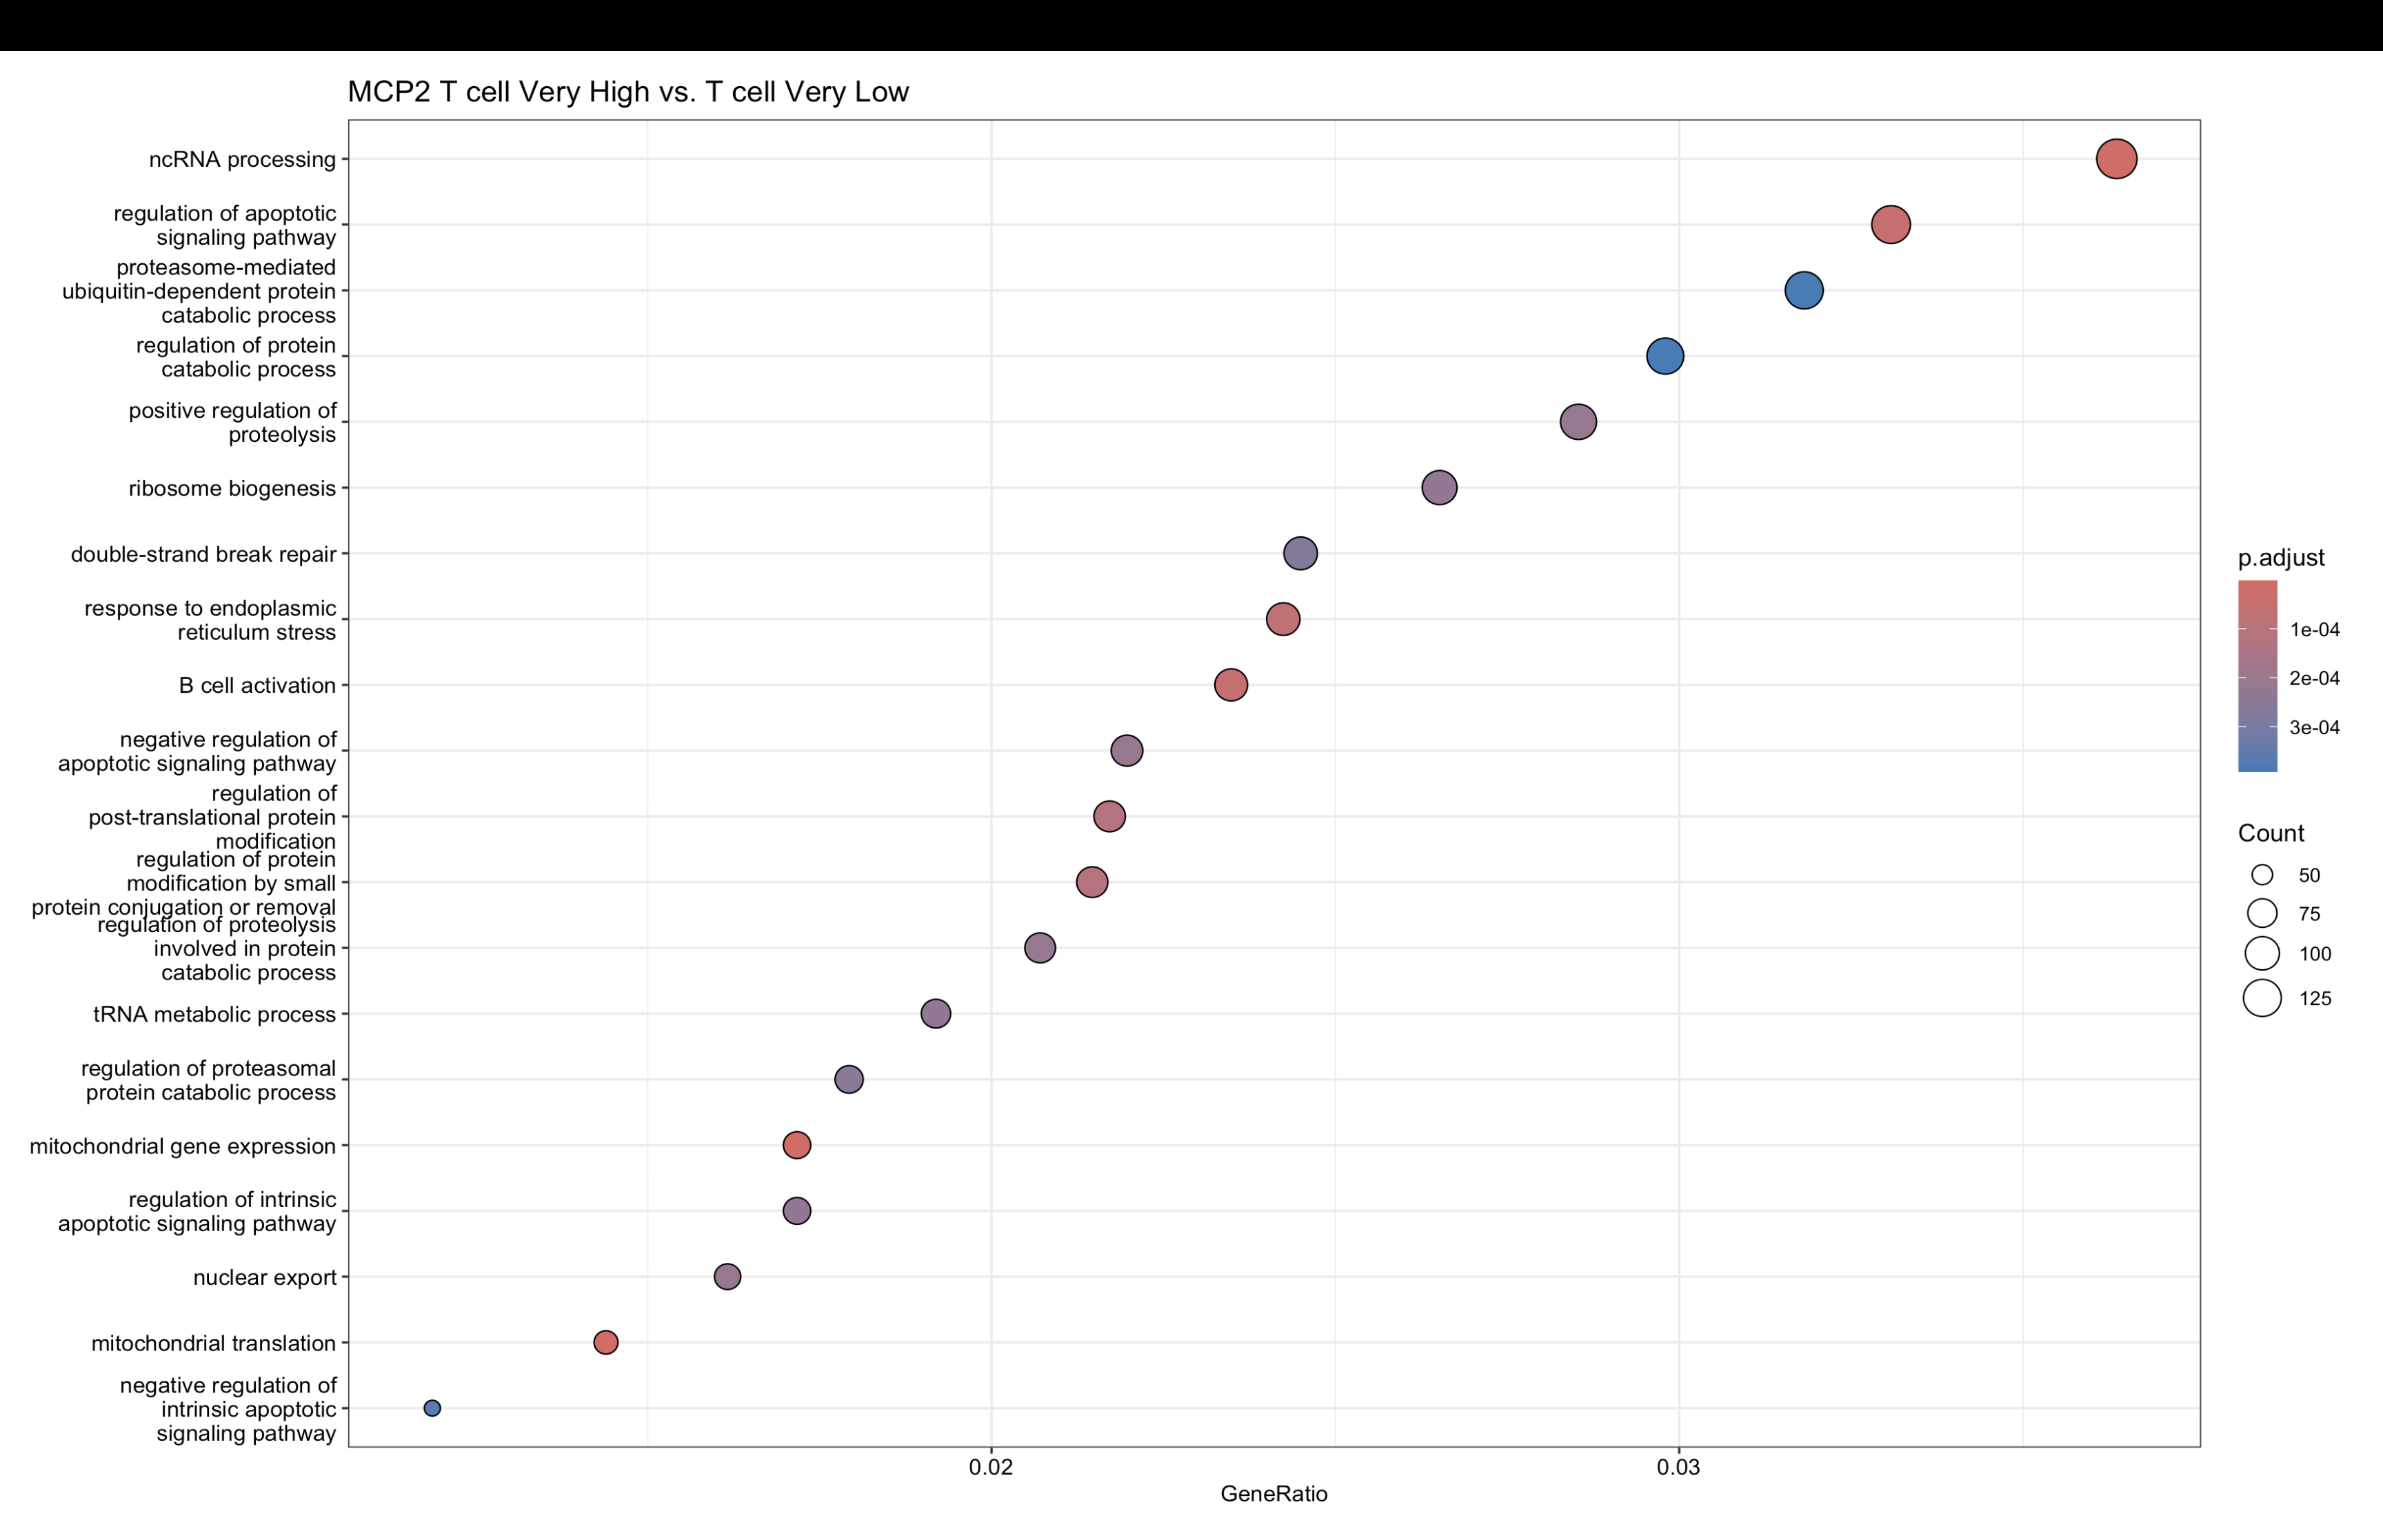 MCP2 T cell Very High vs. T cell Very Low
ncRNA processing
regulation of apoptotic
signaling pathway
proteasome-mediated
ubiquitin-dependent protein
catabolic process
regulation of protein
catabolic process
positive regulation of
proteolysis
ribosome biogenesis
double-strand break repair
response to endoplasmic
reticulum stress
B cell activation
negative regulation of
apoptotic signaling pathway
regulation of
post-translational protein
modification
regulation of protein
modification by small
protein conjugation or removal
regulation of proteolysis
involved in protein
catabolic process
tRNA metabolic process
regulation of proteasomal
protein catabolic process
mitochondrial gene expression
regulation of intrinsic
apoptotic signaling pathway
nuclear export
mitochondrial translation
negative regulation of
intrinsic apoptotic
signaling pathway
0.02
0.03
GeneRatio
p.adjust
1e-04
2e-04
3e-04
Count
50
75
100
125